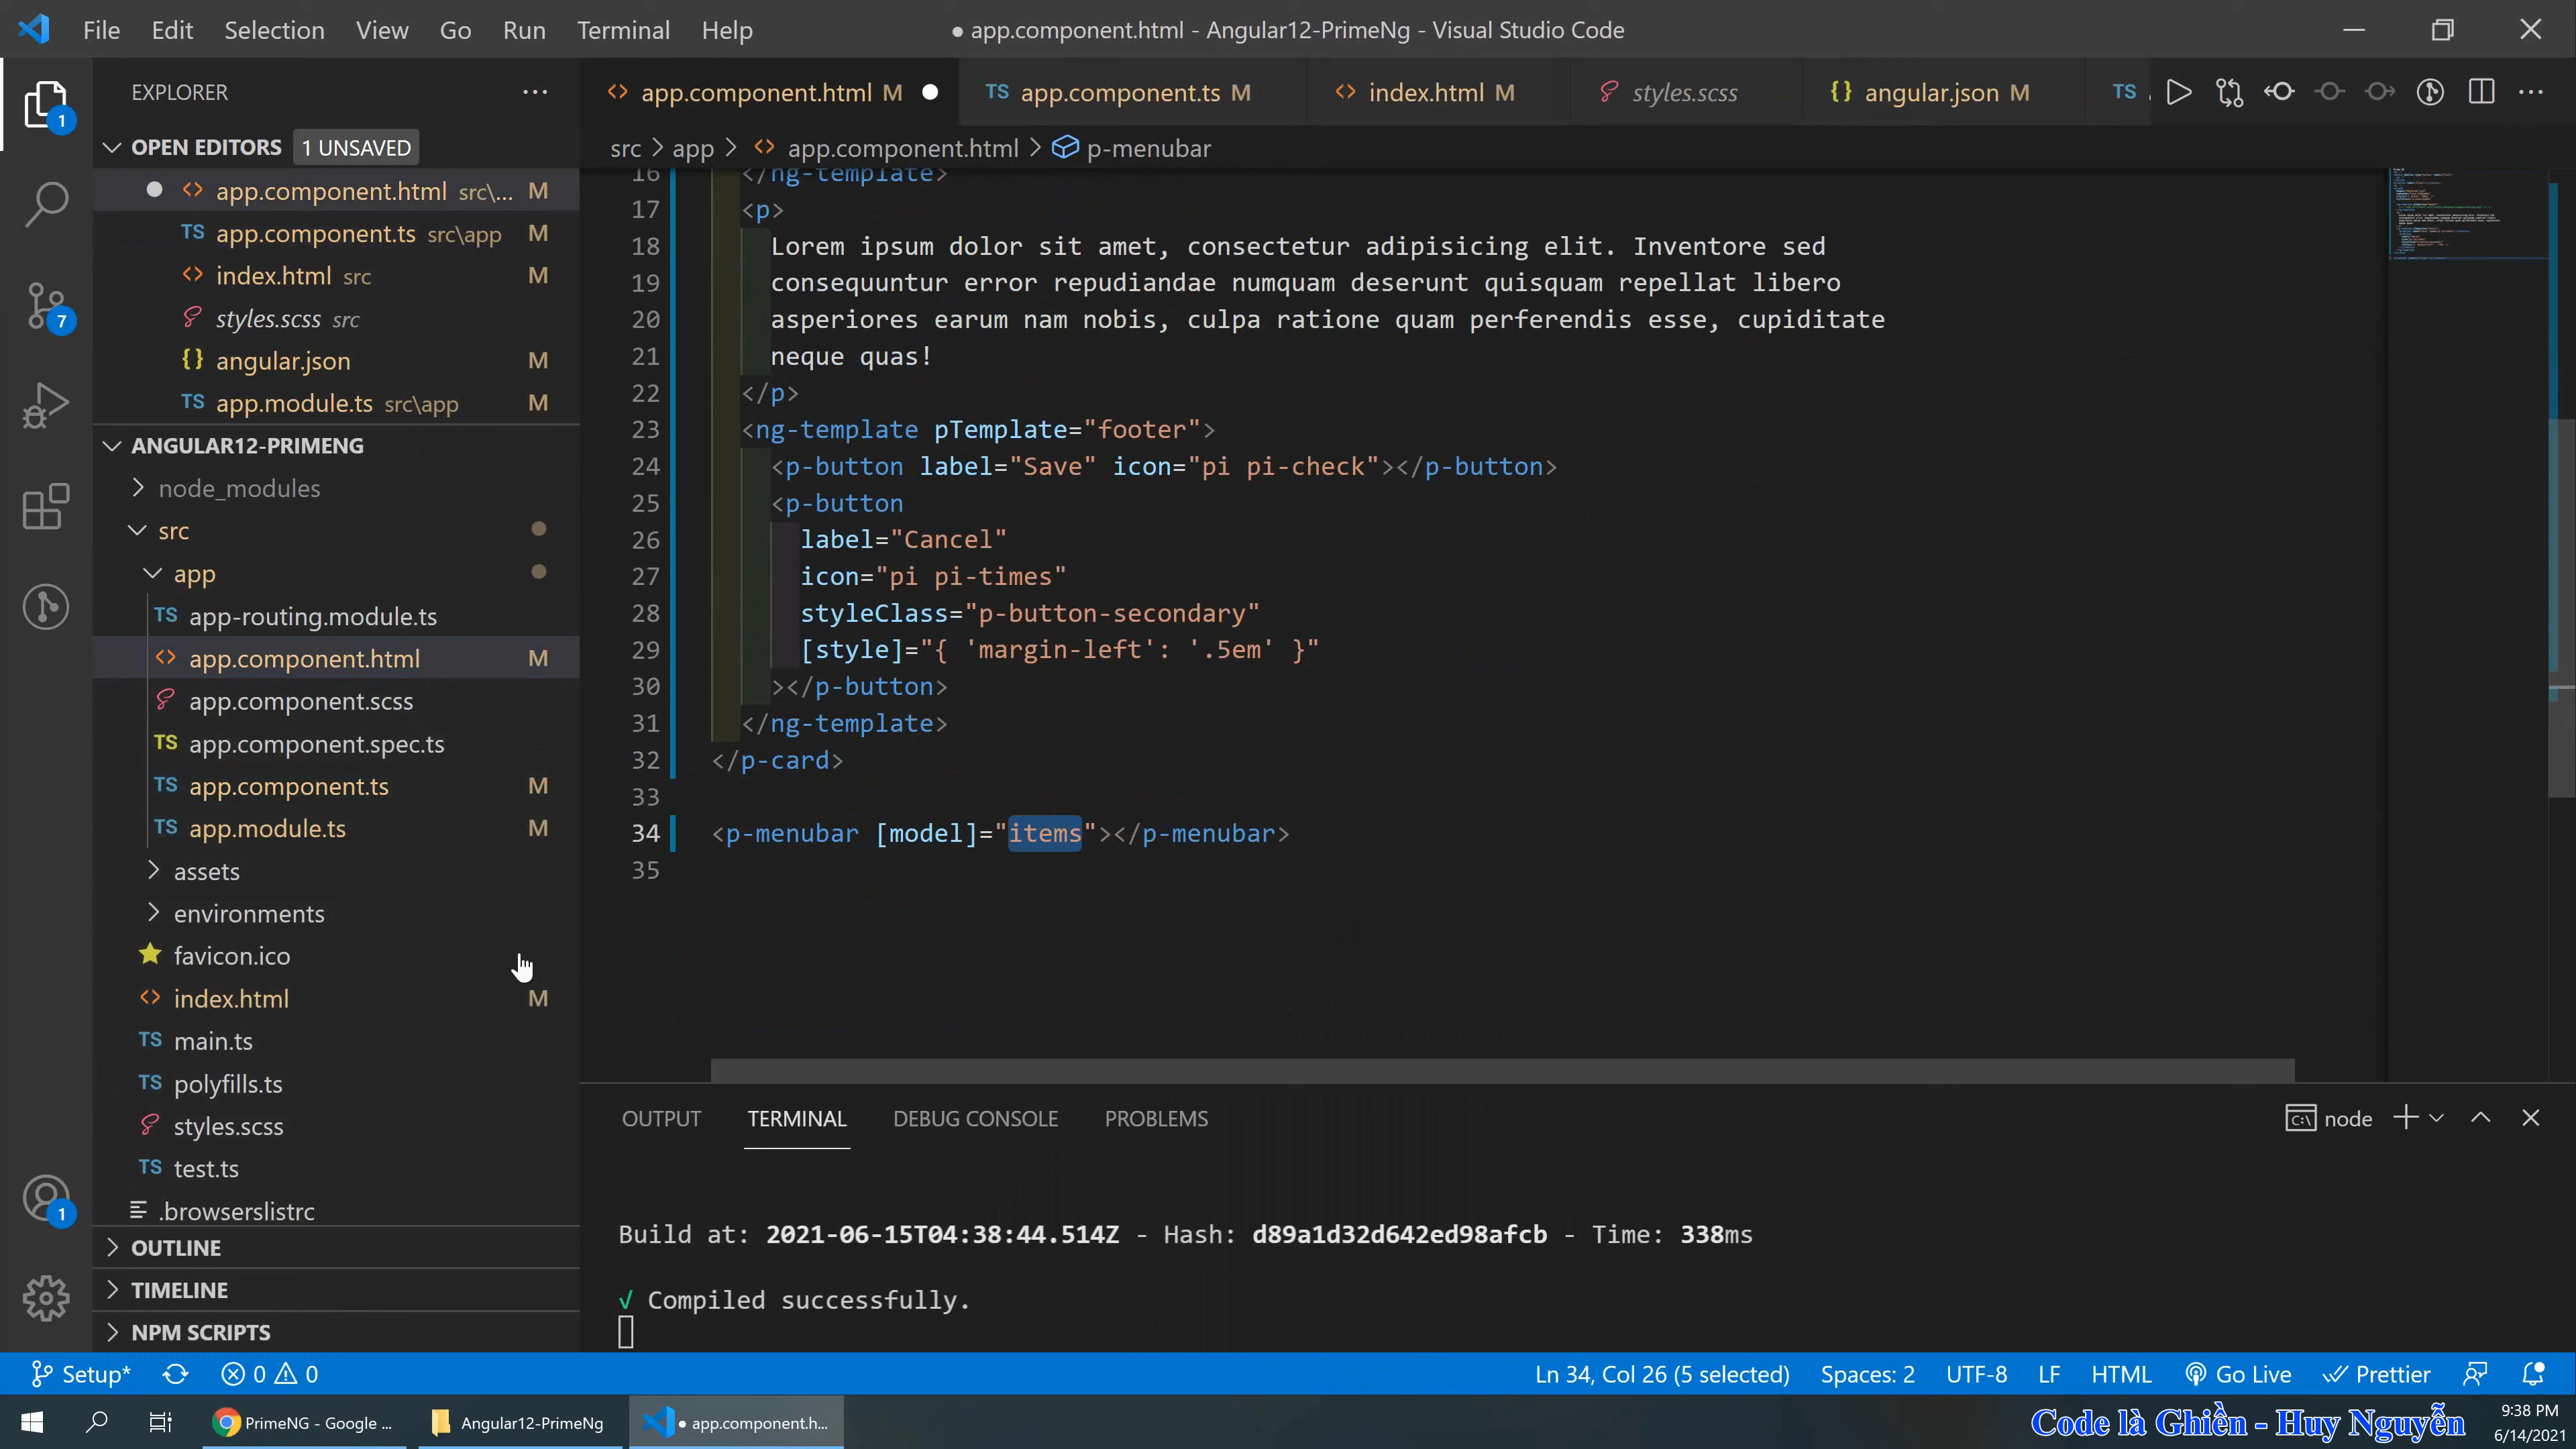 File Edit Selection View Go Run Terminal Help
● app.component.html - Angular12-PrimeNg - Visual Studio Code
EXPLORER
OPEN EDITORS 1 UNSAVED
app.component.html src\... M
app.component.ts src\app M
index.html src M
styles.scss src
angular.json M
app.module.ts src\app M
ANGULAR12-PRIMENG
node_modules
src
app
app-routing.module.ts
app.component.html M
app.component.scss
app.component.spec.ts
app.component.ts M
app.module.ts M
assets
environments
favicon.ico
index.html M
main.ts
polyfills.ts
styles.scss
test.ts
.browserslistrc
OUTLINE
TIMELINE
NPM SCRIPTS
1
7
1
app.component.html M
TS app.component.ts M
index.html M
styles.scss
{} angular.json M
TS
src > app > app.component.html > p-menubar
16 </ng-template>
17 <p>
18 Lorem ipsum dolor sit amet, consectetur adipisicing elit. Inventore sed
19 consequuntur error repudiandae numquam deserunt quisquam repellat libero
20 asperiores earum nam nobis, culpa ratione quam perferendis esse, cupiditate
21 neque quas!
22 </p>
23 <ng-template pTemplate="footer">
24 <p-button label="Save" icon="pi pi-check"></p-button>
25 <p-button
26 label="Cancel"
27 icon="pi pi-times"
28 styleClass="p-button-secondary"
29 [style]="{ 'margin-left': '.5em' }"
30 ></p-button>
31 </ng-template>
32 </p-card>
33
34 <p-menubar [model]="items"></p-menubar>
35
OUTPUT TERMINAL DEBUG CONSOLE PROBLEMS
node
Build at: 2021-06-15T04:38:44.514Z - Hash: d89a1d32d642ed98afcb - Time: 338ms
√ Compiled successfully.
Setup* 0 0
Ln 34, Col 26 (5 selected) Spaces: 2 UTF-8 LF HTML Go Live Prettier
PrimeNG - Google ...
Angular12-PrimeNg
● app.component.h...
Code là Ghiền - Huy Nguyễn
9:38 PM
6/14/2021